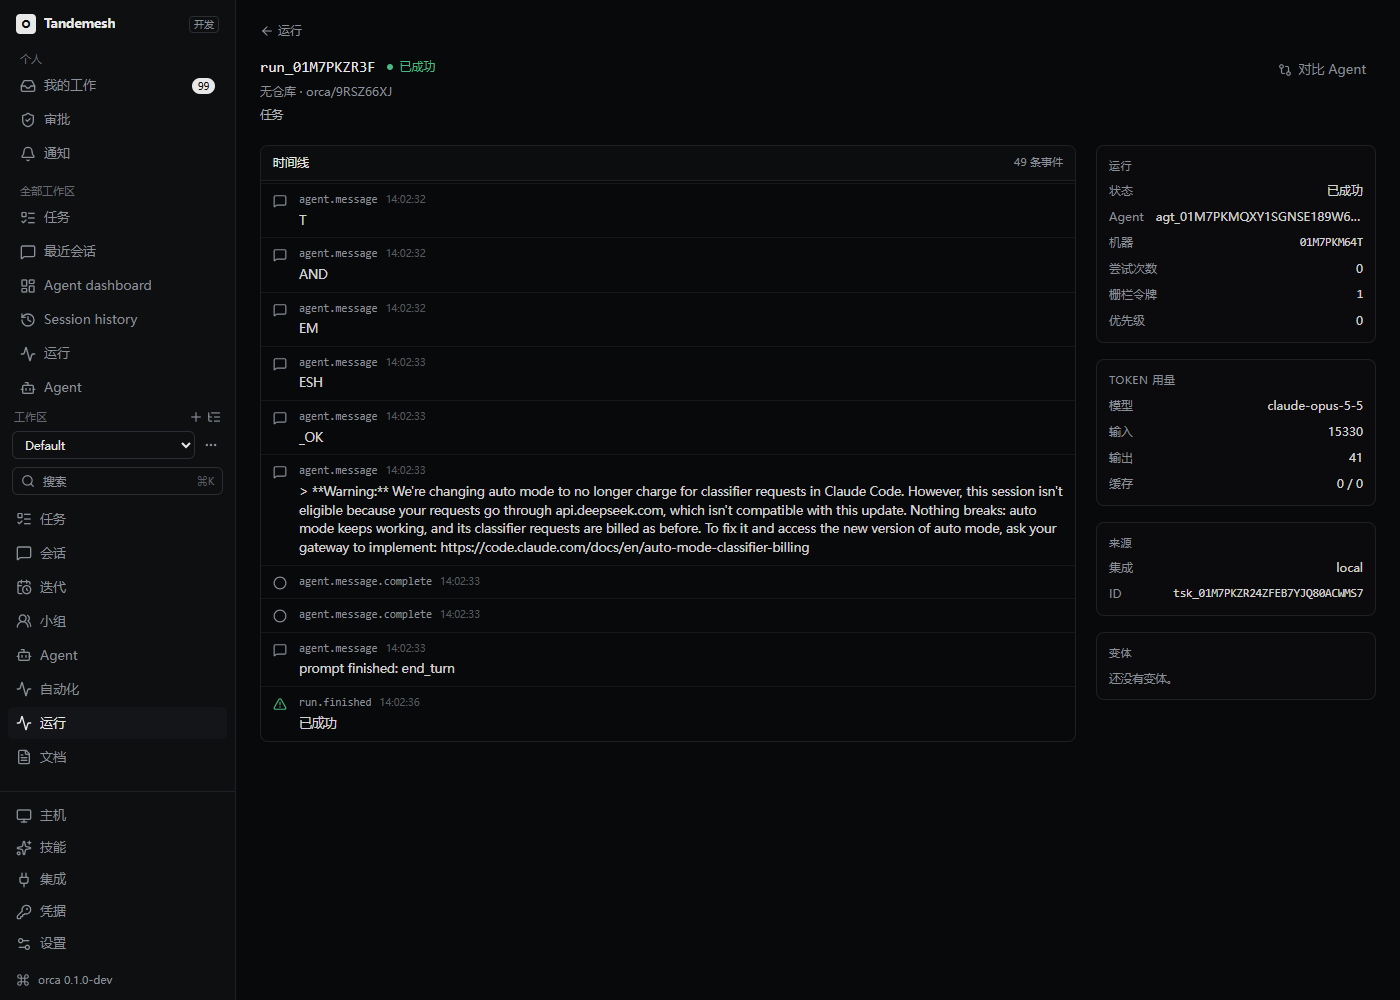 Tandemesh
开发
个人
我的工作
99
审批
通知
全部工作区
任务
最近会话
Agent dashboard
Session history
运行
Agent
工作区
Default
搜索
⌘K
任务
会话
迭代
小组
Agent
自动化
运行
文档
主机
技能
集成
凭据
设置
orca 0.1.0-dev
运行
run_01M7PKZR3F
已成功
无仓库 · orca/9RSZ66XJ
任务
对比 Agent
时间线
49 条事件
agent.message 14:02:32
T
agent.message 14:02:32
AND
agent.message 14:02:32
EM
agent.message 14:02:33
ESH
agent.message 14:02:33
_OK
agent.message 14:02:33
> **Warning:** We're changing auto mode to no longer charge for classifier requests in Claude Code. However, this session isn't
eligible because your requests go through api.deepseek.com, which isn't compatible with this update. Nothing breaks: auto
mode keeps working, and its classifier requests are billed as before. To fix it and access the new version of auto mode, ask your
gateway to implement: https://code.claude.com/docs/en/auto-mode-classifier-billing
agent.message.complete 14:02:33
agent.message.complete 14:02:33
agent.message 14:02:33
prompt finished: end_turn
run.finished 14:02:36
已成功
运行
状态 已成功
Agent agt_01M7PKMQXY1SGNSE189W6...
机器 01M7PKM64T
尝试次数 0
栅栏令牌 1
优先级 0
TOKEN 用量
模型 claude-opus-5-5
输入 15330
输出 41
缓存 0 / 0
来源
集成 local
ID tsk_01M7PKZR24ZFEB7YJQ80ACWMS7
变体
还没有变体。